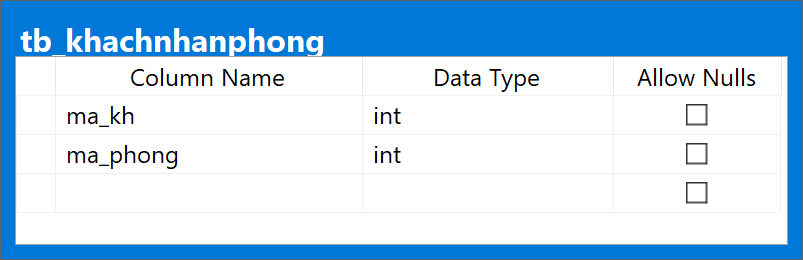 tb_khachnhanphong
Column Name Data Type Allow Nulls
ma_kh int
ma_phong int